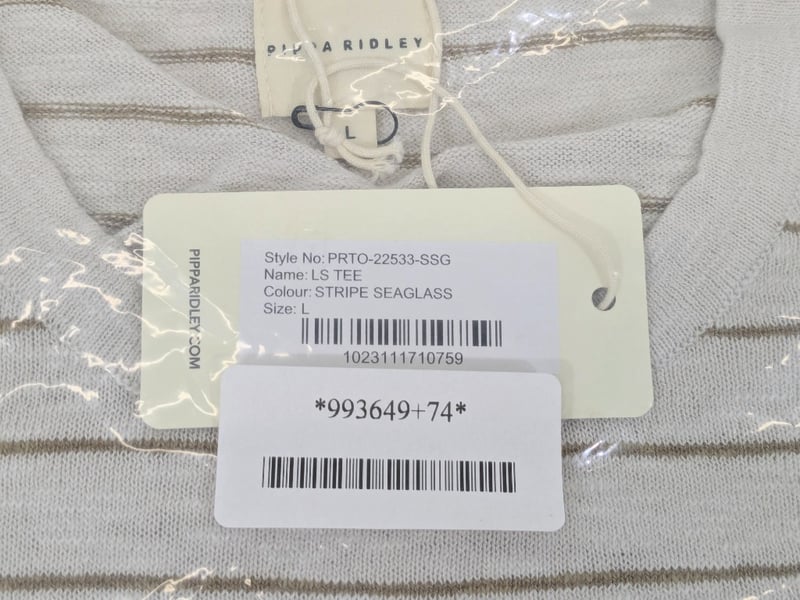 PIPPA RIDLEY
L
PIPPARIDLEY.COM
Style No: PRTO-22533-SSG
Name: LS TEE
Colour: STRIPE SEAGLASS
Size: L
1023111710759
*993649+74*